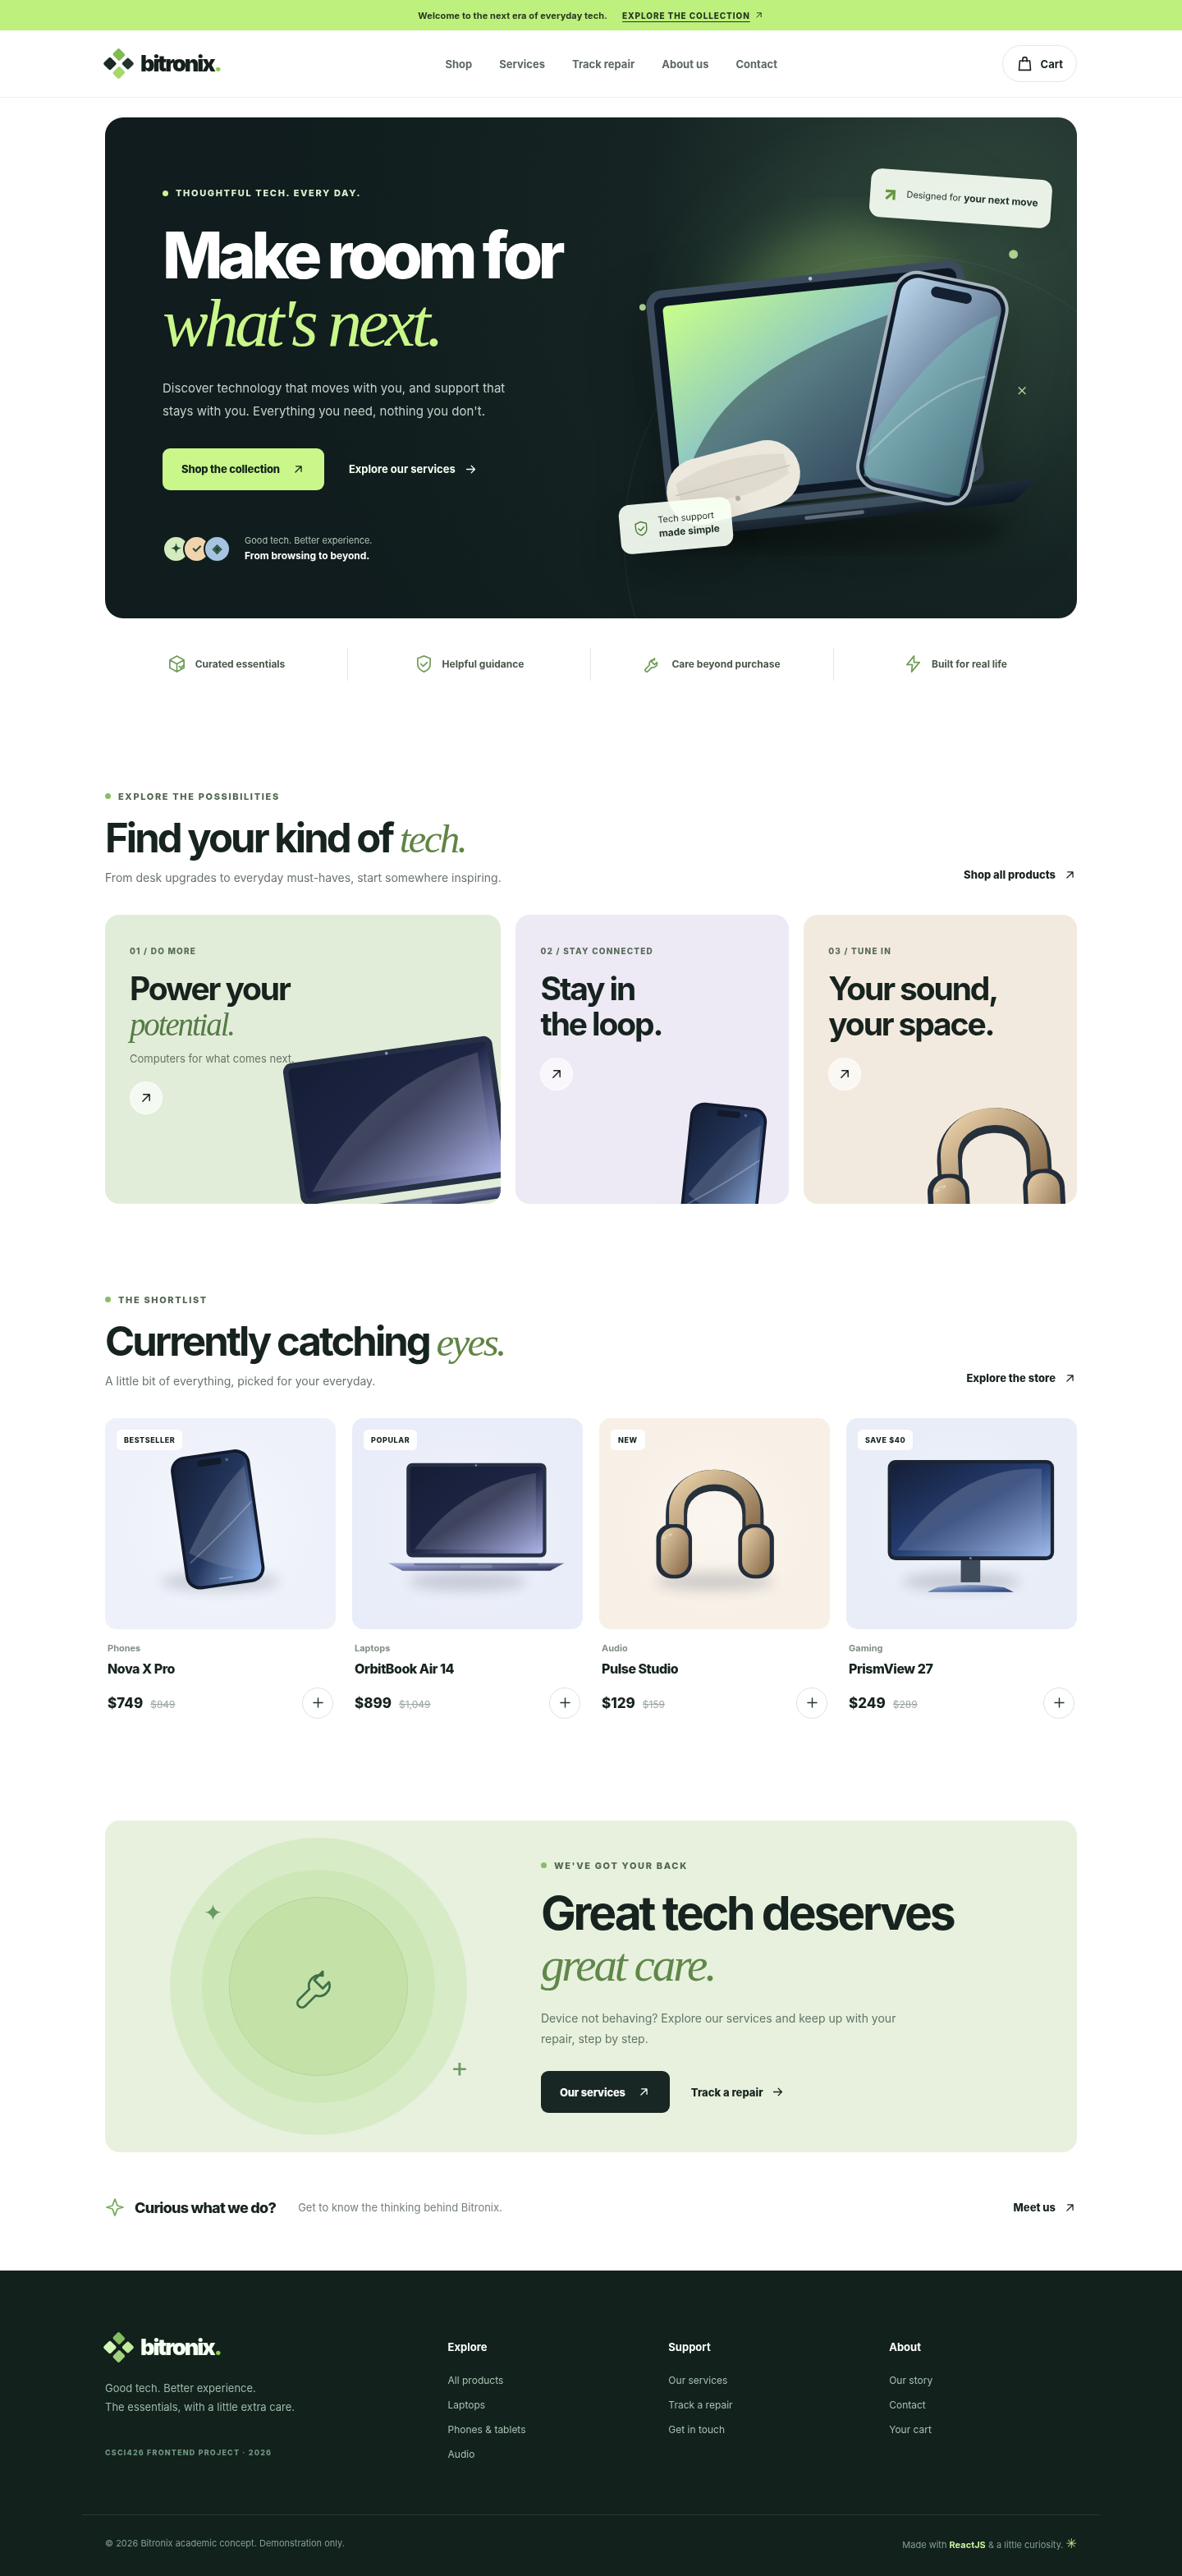 Welcome to the next era of everyday tech. EXPLORE THE COLLECTION
bitronix.
Shop Services Track repair About us Contact
Cart
THOUGHTFUL TECH. EVERY DAY.
Make room for
what's next.
Discover technology that moves with you, and support that
stays with you. Everything you need, nothing you don't.
Shop the collection
Explore our services
Good tech. Better experience.
From browsing to beyond.
Designed for your next move
Tech support
made simple
Curated essentials
Helpful guidance
Care beyond purchase
Built for real life
EXPLORE THE POSSIBILITIES
Find your kind of tech.
From desk upgrades to everyday must-haves, start somewhere inspiring.
Shop all products
01 / DO MORE
Power your
potential.
Computers for what comes next.
02 / STAY CONNECTED
Stay in
the loop.
03 / TUNE IN
Your sound,
your space.
THE SHORTLIST
Currently catching eyes.
A little bit of everything, picked for your everyday.
Explore the store
BESTSELLER
Phones
Nova X Pro
$749 $849
POPULAR
Laptops
OrbitBook Air 14
$899 $1,049
NEW
Audio
Pulse Studio
$129 $159
SAVE $40
Gaming
PrismView 27
$249 $289
WE'VE GOT YOUR BACK
Great tech deserves
great care.
Device not behaving? Explore our services and keep up with your
repair, step by step.
Our services
Track a repair
Curious what we do?
Get to know the thinking behind Bitronix.
Meet us
bitronix.
Good tech. Better experience.
The essentials, with a little extra care.
CSCI426 FRONTEND PROJECT · 2026
Explore
All products
Laptops
Phones & tablets
Audio
Support
Our services
Track a repair
Get in touch
About
Our story
Contact
Your cart
© 2026 Bitronix academic concept. Demonstration only.
Made with ReactJS & a little curiosity.